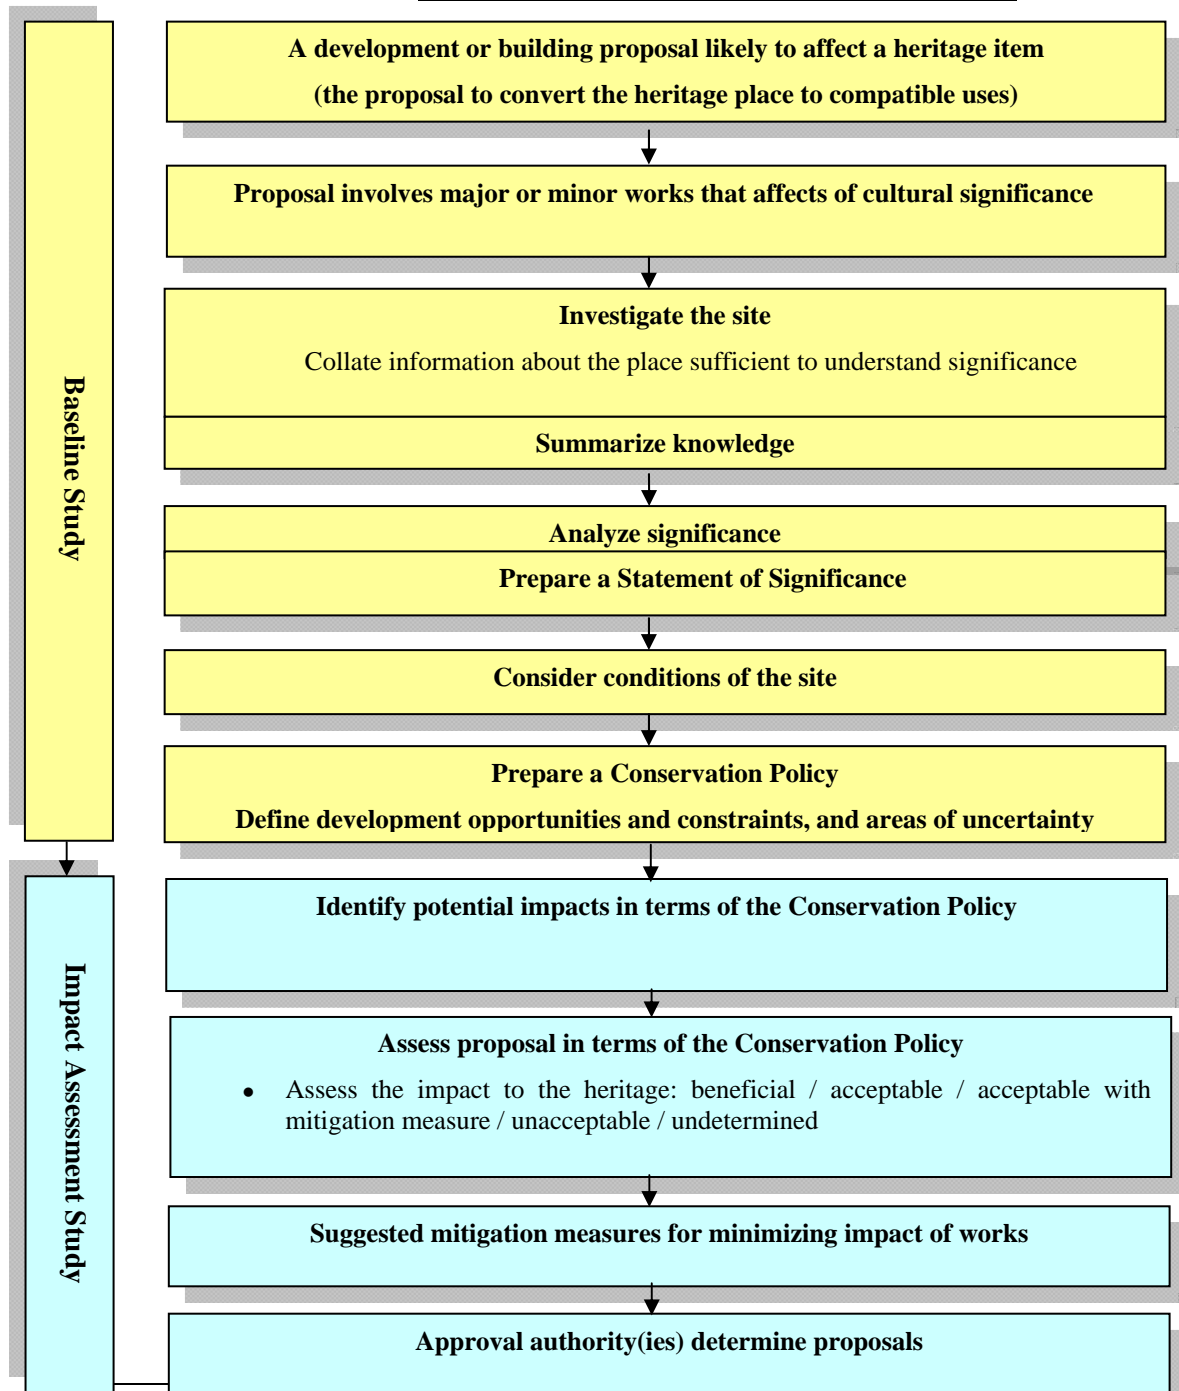 Baseline Study
A development or building proposal likely to affect a heritage item
(the proposal to convert the heritage place to compatible uses)
Proposal involves major or minor works that affects of cultural significance
Investigate the site
Collate information about the place sufficient to understand significance
Summarize knowledge
Analyze significance
Prepare a Statement of Significance
Consider conditions of the site
Prepare a Conservation Policy
Define development opportunities and constraints, and areas of uncertainty
Impact Assessment Study
Identify potential impacts in terms of the Conservation Policy
Assess proposal in terms of the Conservation Policy
• Assess the impact to the heritage: beneficial / acceptable / acceptable with
mitigation measure / unacceptable / undetermined
Suggested mitigation measures for minimizing impact of works
Approval authority(ies) determine proposals